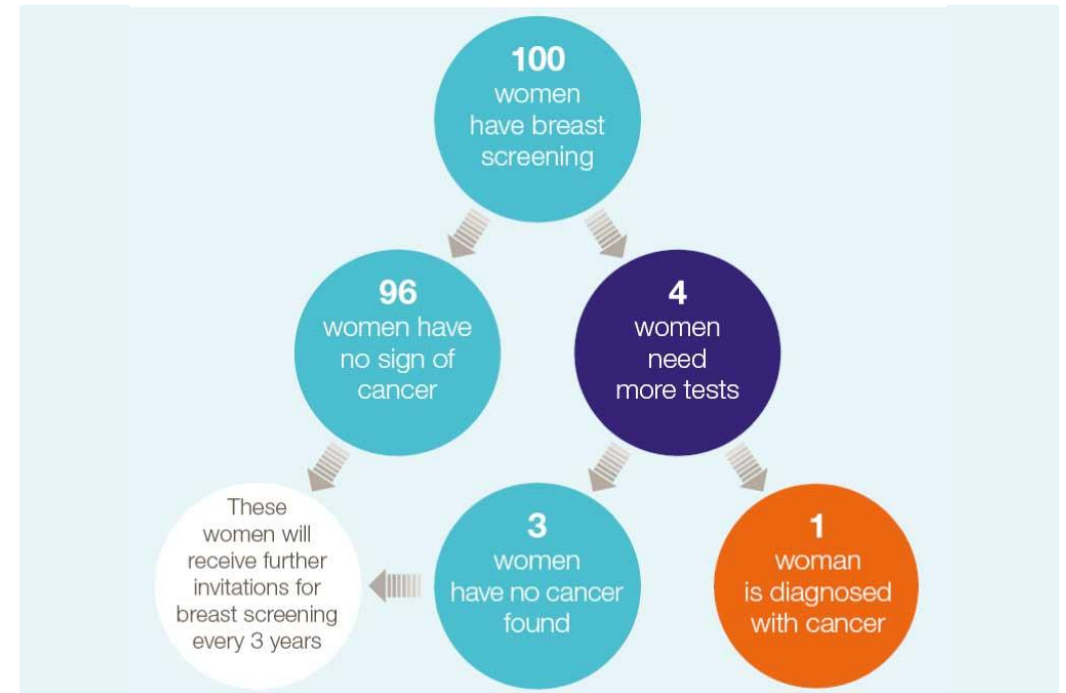 100
women
have breast
screening
96
women have
no sign of
cancer
4
women
need
more tests
These
women will
receive further
invitations for
breast screening
every 3 years
3
women
have no cancer
found
1
woman
is diagnosed
with cancer